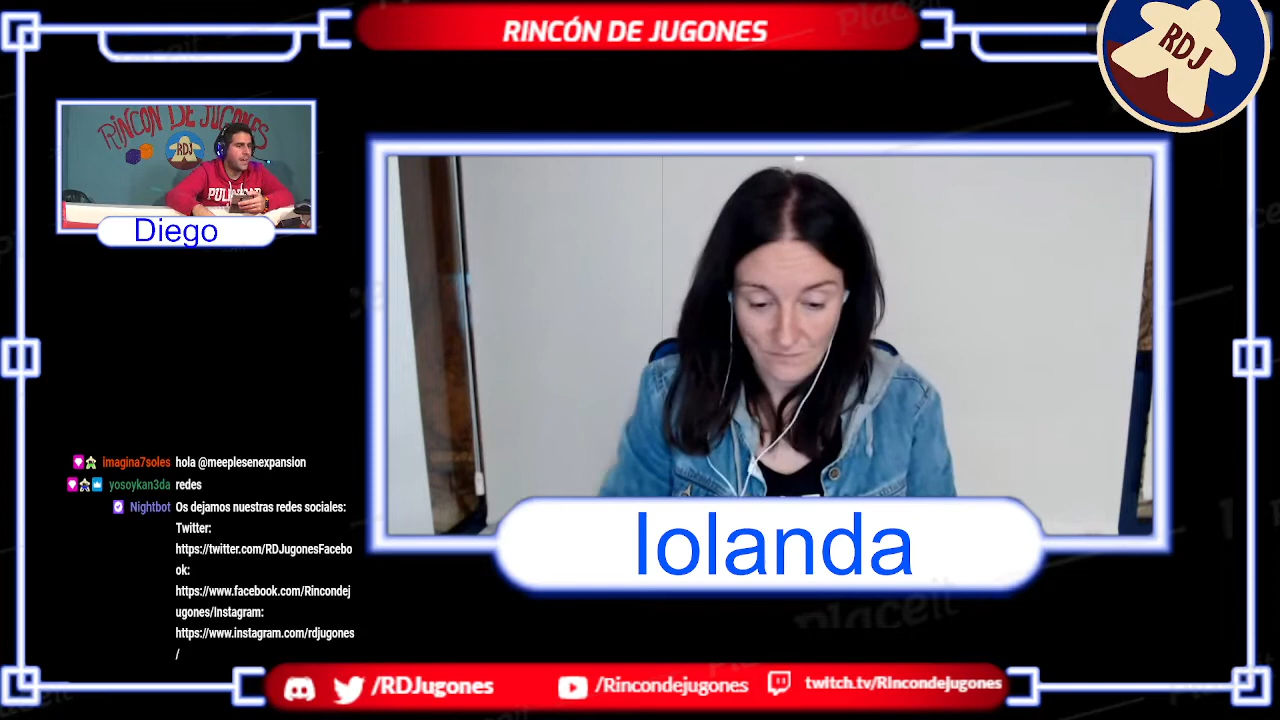 RINCÓN DE JUGONES
RDJ
RINCON DE JUGONES
RDJ
Diego
Iolanda
imagina7soles hola @meeplesenexpansion
yosoykan3da redes
Nightbot Os dejamos nuestras redes sociales:
Twitter:
https://twitter.com/RDJugonesFacebo
ok:
https://www.facebook.com/Rincondej
ugones/Instagram:
https://www.instagram.com/rdjugones
/
/RDJugones
/Rincondejugones
twitch.tv/RIncondejugones
Placeit
Placeit